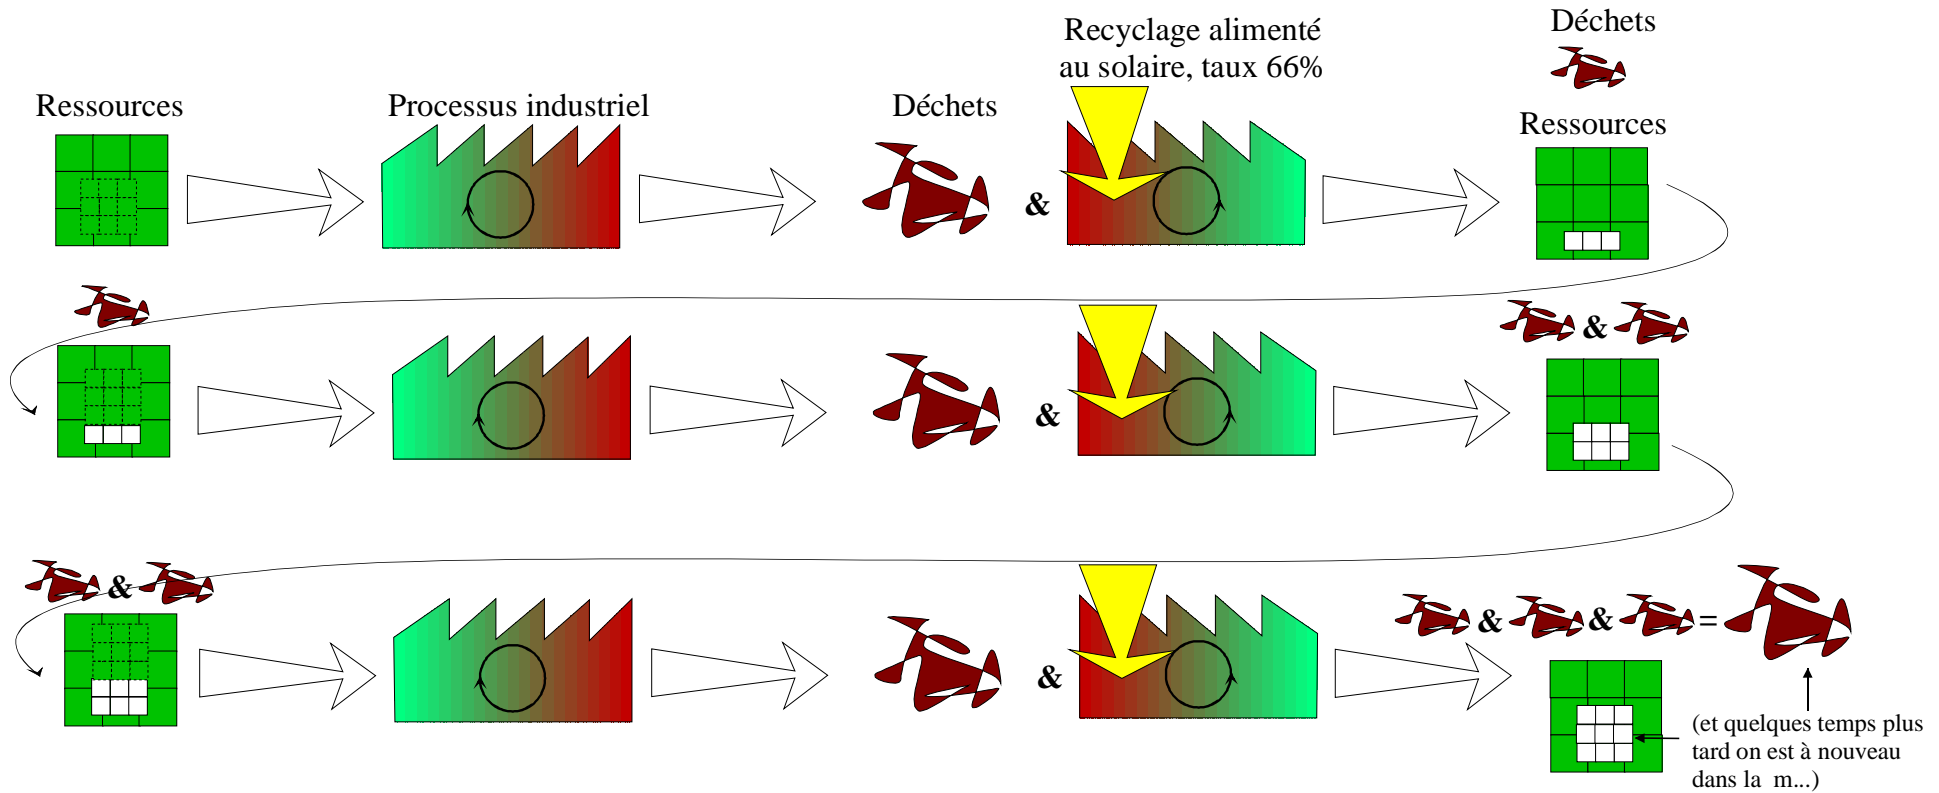 Ressources
Processus industriel
Déchets
&
Recyclage alimenté
au solaire, taux 66%
Déchets
Ressources
&
&
&
&
& & =
(et quelques temps plus
tard on est à nouveau
dans la m...)